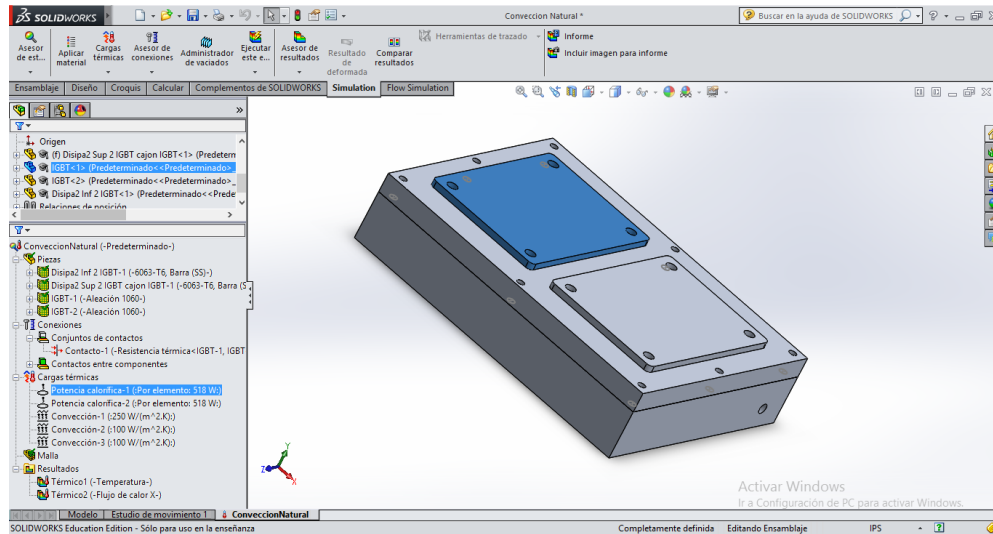 SOLIDWORKS
Conveccion Natural *
Buscar en la ayuda de SOLIDWORKS
Asesor de est...
Aplicar material
Cargas térmicas
Asesor de conexiones
Administrador de vaciados
Ejecutar este e...
Asesor de resultados
Resultado de deformada
Comparar resultados
Herramientas de trazado
Informe
Incluir imagen para informe
Ensamblaje Diseño Croquis Calcular Complementos de SOLIDWORKS Simulation Flow Simulation
Origen
(f) Disipa2 Sup 2 IGBT cajon IGBT<1> (Predetern
IGBT<1> (Predeterminado<<Predeterminado>_
IGBT<2> (Predeterminado<<Predeterminado>_
Disipa2 Inf 2 IGBT<1> (Predeterminado<<Prede
Relaciones de posición
ConveccionNatural (-Predeterminado-)
Piezas
Disipa2 Inf 2 IGBT-1 (-6063-T6, Barra (SS)-)
Disipa2 Sup 2 IGBT cajon IGBT-1 (-6063-T6, Barra (S
IGBT-1 (-Aleación 1060-)
IGBT-2 (-Aleación 1060-)
Conexiones
Conjuntos de contactos
Contacto-1 (-Resistencia térmica<IGBT-1, IGBT
Contactos entre componentes
Cargas térmicas
Potencia calorífica-1 (:Por elemento: 518 W:)
Potencia calorífica-2 (:Por elemento: 518 W:)
Convección-1 (:250 W/(m^2.K):)
Convección-2 (:100 W/(m^2.K):)
Convección-3 (:100 W/(m^2.K):)
Malla
Resultados
Térmico1 (-Temperatura-)
Térmico2 (-Flujo de calor X-)
Y
Z
X
Activar Windows
Ir a Configuración de PC para activar Windows.
Modelo Estudio de movimiento 1 ConveccionNatural
SOLIDWORKS Education Edition - Sólo para uso en la enseñanza
Completamente definida Editando Ensamblaje IPS